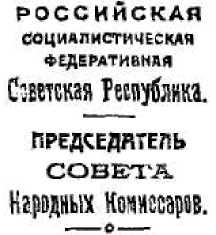 РОССИЙСКАЯ
СОЦИАЛИСТИЧЕСКАЯ
ФЕДЕРАТИВНАЯ
Советская Республика.
ПРЕДСЕДАТЕЛЬ
СОВЕТА
Народных Комиссаров.